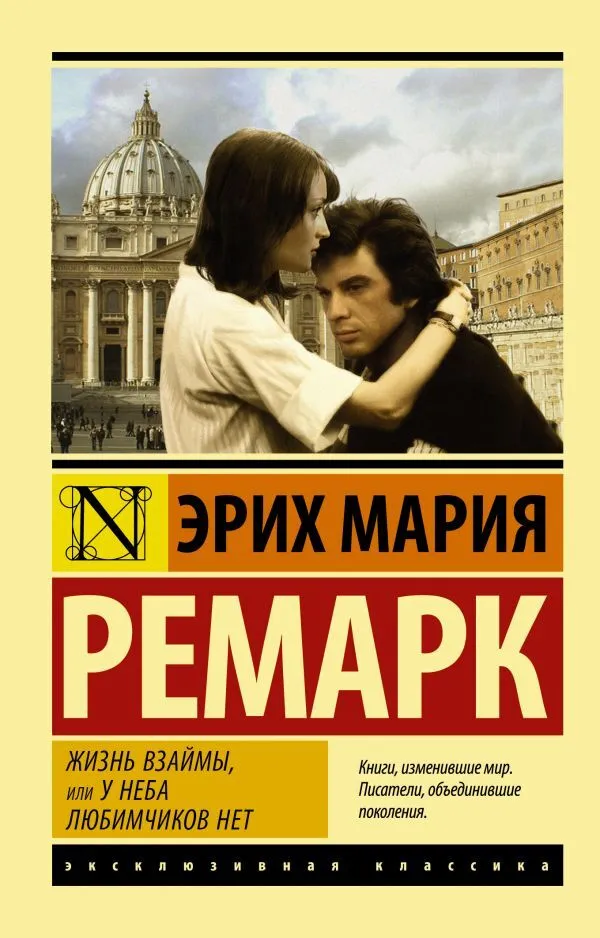 N
ЭРИХ МАРИЯ
РЕМАРК
ЖИЗНЬ ВЗАЙМЫ,
ИЛИ У НЕБА
ЛЮБИМЧИКОВ НЕТ
Книги, изменившие мир.
Писатели, объединившие
поколения.
эксклюзивная классика